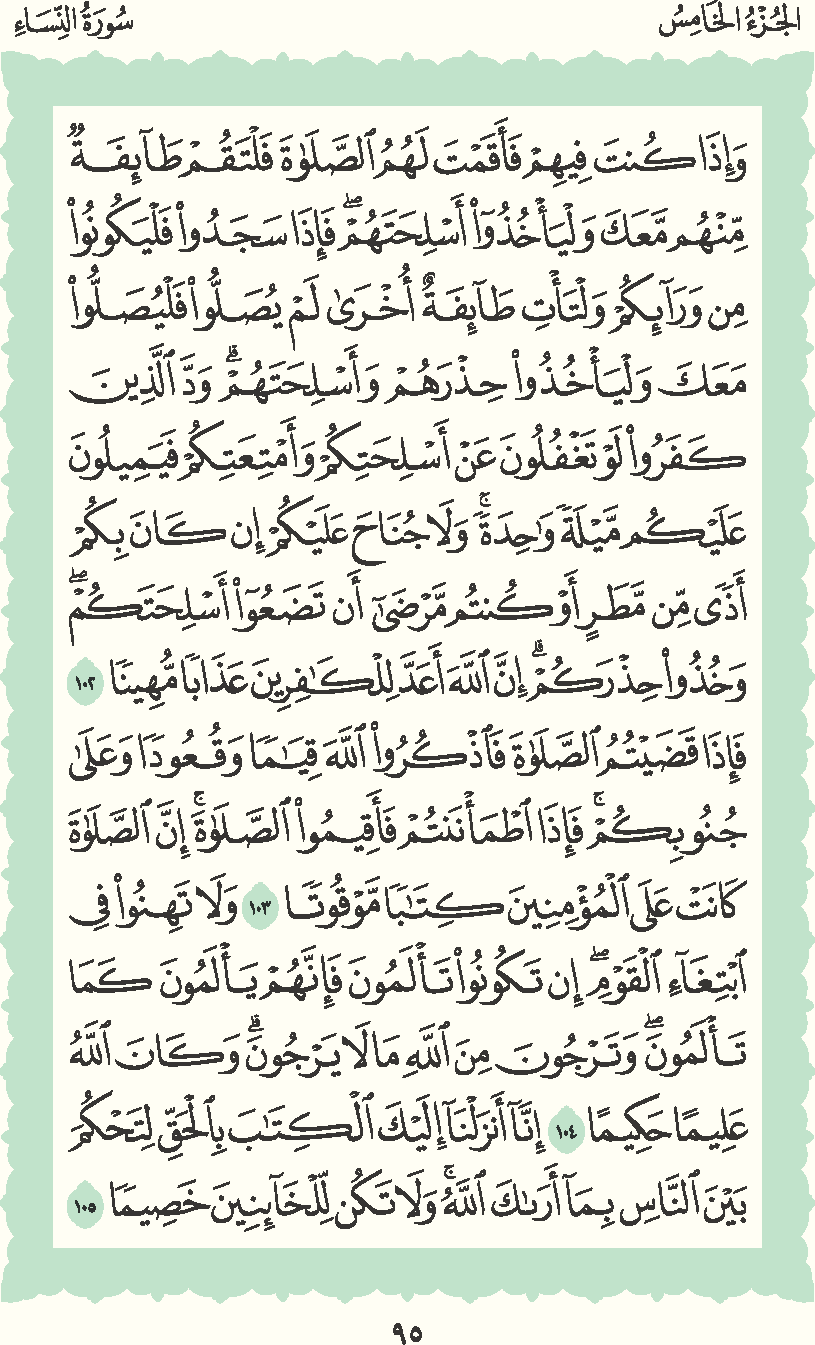 الجُزْءُ الخَامِسُ
سُورَةُ النِّسَاءِ
وَإِذَا كُنتَ فِيهِمْ فَأَقَمْتَ لَهُمُ ٱلصَّلَوٰةَ فَلْتَقُمْ طَآئِفَةٌ
مِّنْهُم مَّعَكَ وَلْيَأْخُذُوٓا۟ أَسْلِحَتَهُمْ ۖ فَإِذَا سَجَدُوا۟ فَلْيَكُونُوا۟
مِن وَرَآئِكُمْ وَلْتَأْتِ طَآئِفَةٌ أُخْرَىٰ لَمْ يُصَلُّوا۟ فَلْيُصَلُّوا۟
مَعَكَ وَلْيَأْخُذُوا۟ حِذْرَهُمْ وَأَسْلِحَتَهُمْ ۗ وَدَّ ٱلَّذِينَ
كَفَرُوا۟ لَوْ تَغْفُلُونَ عَنْ أَسْلِحَتِكُمْ وَأَمْتِعَتِكُمْ فَيَمِيلُونَ
عَلَيْكُم مَّيْلَةً وَٰحِدَةً ۚ وَلَا جُنَاحَ عَلَيْكُمْ إِن كَانَ بِكُمْ
أَذًى مِّن مَّطَرٍ أَوْ كُنتُم مَّرْضَىٰٓ أَن تَضَعُوٓا۟ أَسْلِحَتَكُمْ ۖ
وَخُذُوا۟ حِذْرَكُمْ ۗ إِنَّ ٱللَّهَ أَعَدَّ لِلْكَٰفِرِينَ عَذَابًا مُّهِينًا ١٠٢
فَإِذَا قَضَيْتُمُ ٱلصَّلَوٰةَ فَٱذْكُرُوا۟ ٱللَّهَ قِيَٰمًا وَقُعُودًا وَعَلَىٰ
جُنُوبِكُمْ ۚ فَإِذَا ٱطْمَأْنَنتُمْ فَأَقِيمُوا۟ ٱلصَّلَوٰةَ ۚ إِنَّ ٱلصَّلَوٰةَ
كَانَتْ عَلَى ٱلْمُؤْمِنِينَ كِتَٰبًا مَّوْقُوتًا ١٠٣ وَلَا تَهِنُوا۟ فِى
ٱبْتِغَآءِ ٱلْقَوْمِ ۖ إِن تَكُونُوا۟ تَأْلَمُونَ فَإِنَّهُمْ يَأْلَمُونَ كَمَا
تَأْلَمُونَ ۖ وَتَرْجُونَ مِنَ ٱللَّهِ مَا لَا يَرْجُونَ ۗ وَكَانَ ٱللَّهُ
عَلِيمًا حَكِيمًا ١٠٤ إِنَّآ أَنزَلْنَآ إِلَيْكَ ٱلْكِتَٰبَ بِٱلْحَقِّ لِتَحْكُمَ
بَيْنَ ٱلنَّاسِ بِمَآ أَرَىٰكَ ٱللَّهُ ۚ وَلَا تَكُن لِّلْخَآئِنِينَ خَصِيمًا ١٠٥
٩٥